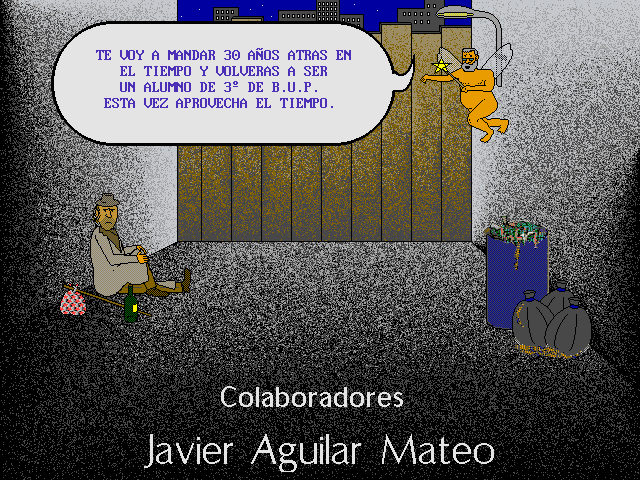 TE VOY A MANDAR 30 AÑOS ATRAS EN
EL TIEMPO Y VOLVERAS A SER
UN ALUMNO DE 3º DE B.U.P.
ESTA VEZ APROVECHA EL TIEMPO.
Colaboradores
Javier Aguilar Mateo